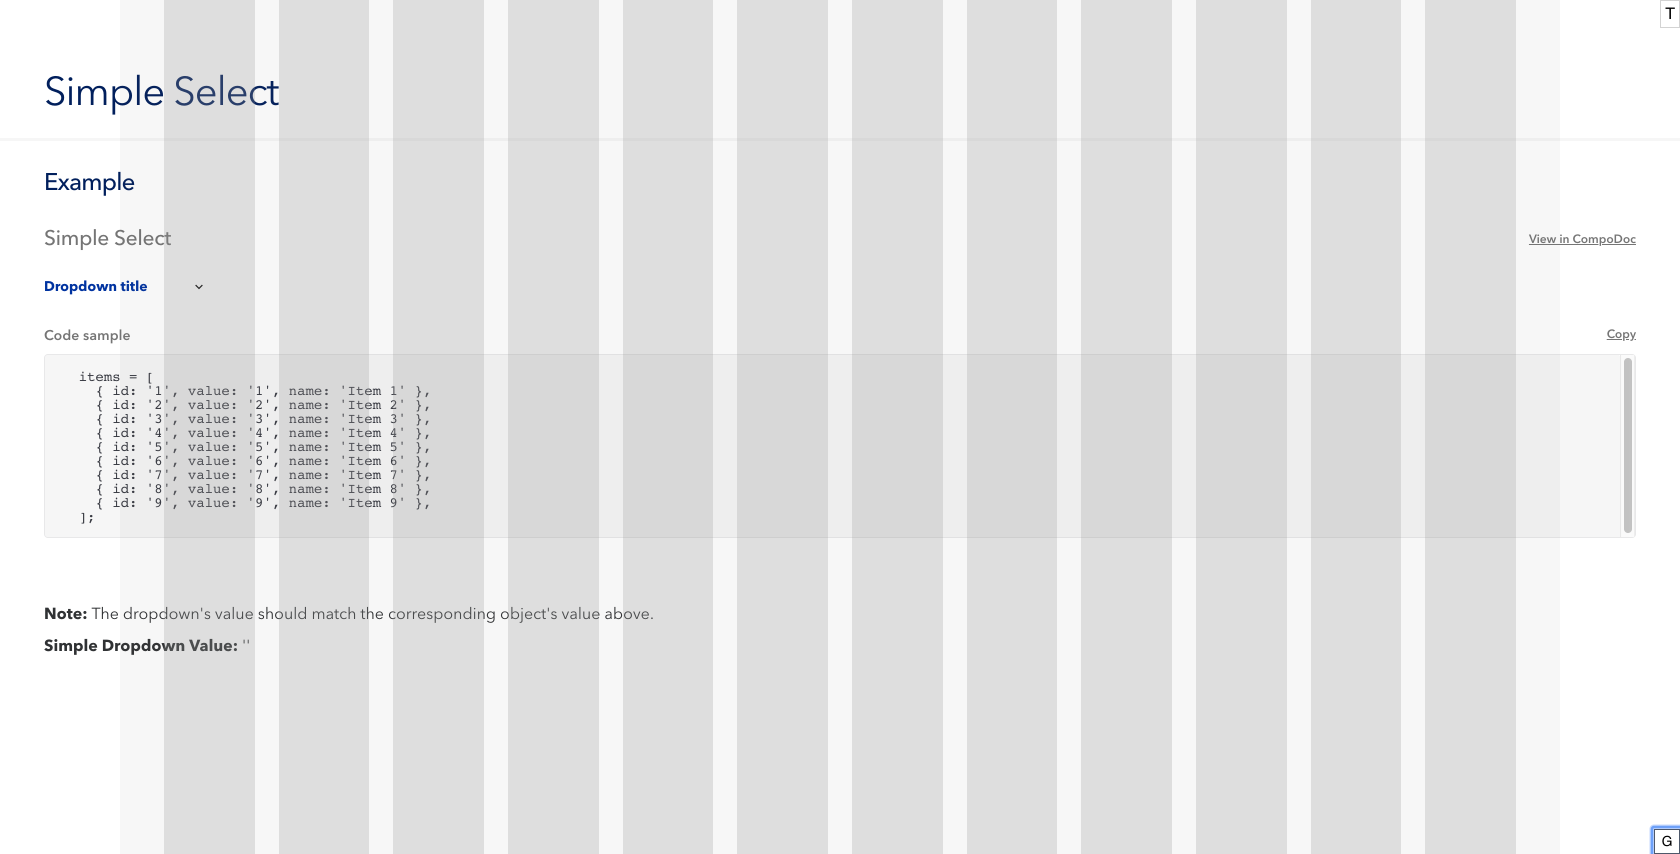 T
Simple Select
Example
Simple Select
View in CompoDoc
Dropdown title
Code sample
Copy
items = [
  { id: '1', value: '1', name: 'Item 1' },
  { id: '2', value: '2', name: 'Item 2' },
  { id: '3', value: '3', name: 'Item 3' },
  { id: '4', value: '4', name: 'Item 4' },
  { id: '5', value: '5', name: 'Item 5' },
  { id: '6', value: '6', name: 'Item 6' },
  { id: '7', value: '7', name: 'Item 7' },
  { id: '8', value: '8', name: 'Item 8' },
  { id: '9', value: '9', name: 'Item 9' },
];
Note: The dropdown's value should match the corresponding object's value above.
Simple Dropdown Value: ''
G